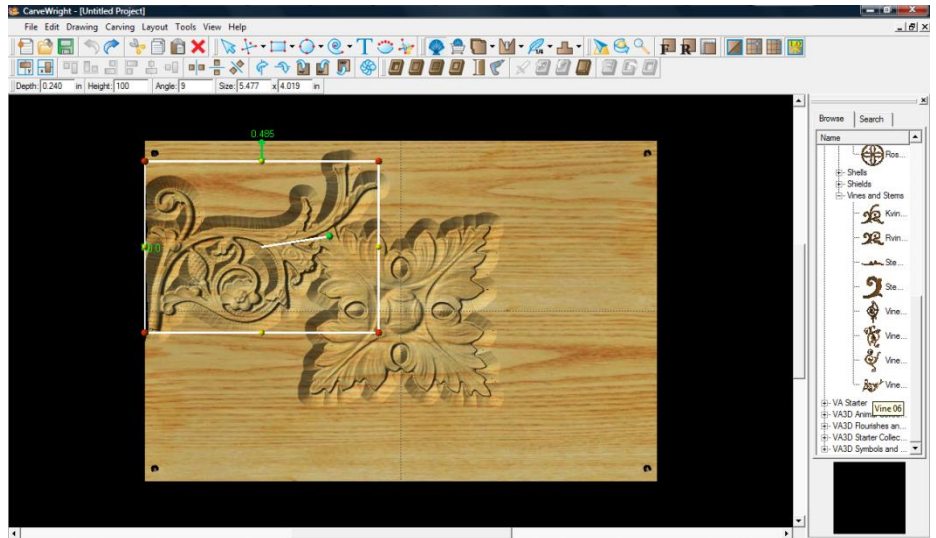 CarveWright - [Untitled Project]
File Edit Drawing Carving Layout Tools View Help
Depth: 0.240 in Height: 100 Angle: 9 Size: 5.477 x 4.019 in
Browse Search
Name
Ros...
Shells
Shields
Vines and Stems
Kvin...
Rvin...
Ste...
Ste...
Vine...
Vine...
Vine...
Vine...
VA Starter
Vine 06
VA3D Flourishes an...
VA3D Starter Collec...
VA3D Symbols and ...
0.485
0.0